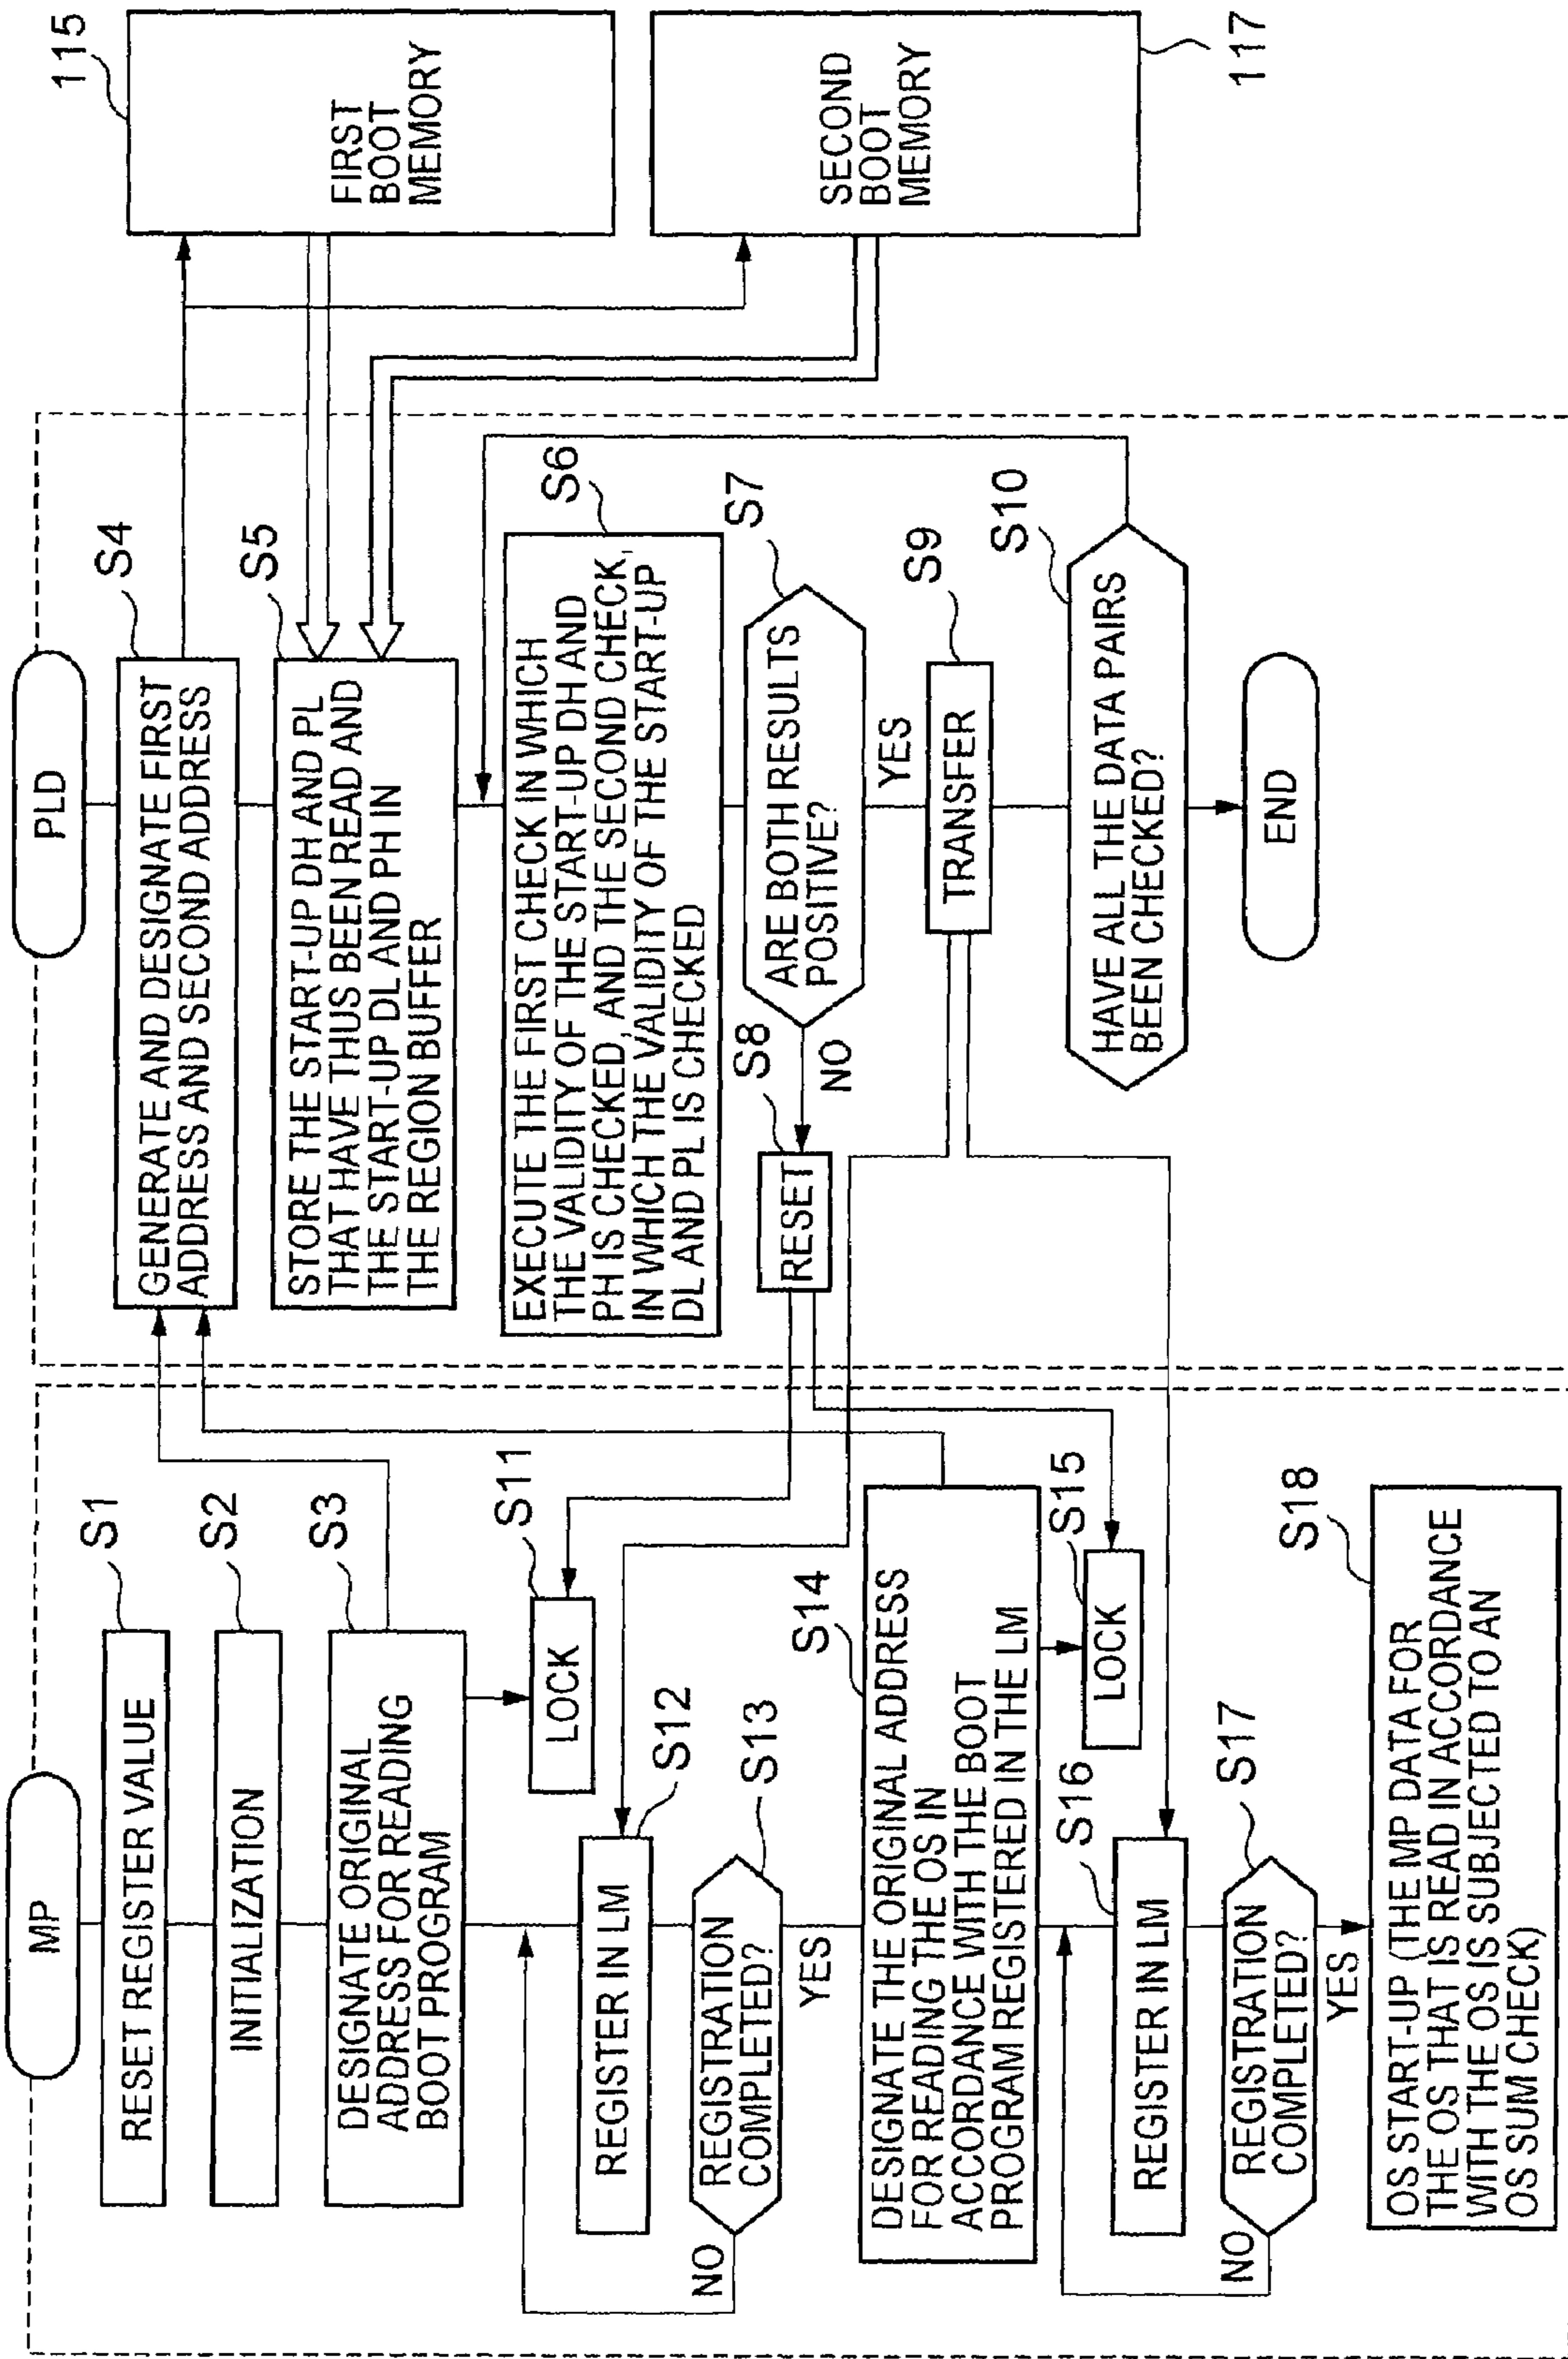 MP
RESET REGISTER VALUE
S1
INITIALIZATION
S2
DESIGNATE ORIGINAL
ADDRESS FOR READING
BOOT PROGRAM
S3
LOCK
S11
REGISTER IN LM
S12
REGISTRATION
COMPLETED?
S13
NO
YES
DESIGNATE THE ORIGINAL ADDRESS
FOR READING THE OS IN
ACCORDANCE WITH THE BOOT
PROGRAM REGISTERED IN THE LM
S14
LOCK
S15
REGISTER IN LM
S16
REGISTRATION
COMPLETED?
S17
NO
YES
OS START-UP (THE MP DATA FOR
THE OS THAT IS READ IN ACCORDANCE
WITH THE OS IS SUBJECTED TO AN
OS SUM CHECK)
S18
PLD
GENERATE AND DESIGNATE FIRST
ADDRESS AND SECOND ADDRESS
S4
STORE THE START-UP DH AND PL
THAT HAVE THUS BEEN READ AND
THE START-UP DL AND PH IN
THE REGION BUFFER
S5
EXECUTE THE FIRST CHECK IN WHICH
THE VALIDITY OF THE START-UP DH AND
PH IS CHECKED, AND THE SECOND CHECK,
IN WHICH THE VALIDITY OF THE START-UP
DL AND PL IS CHECKED
S6
ARE BOTH RESULTS
POSITIVE?
S7
NO
YES
RESET
S8
TRANSFER
S9
HAVE ALL THE DATA PAIRS
BEEN CHECKED?
S10
END
FIRST
BOOT
MEMORY
115
SECOND
BOOT
MEMORY
117